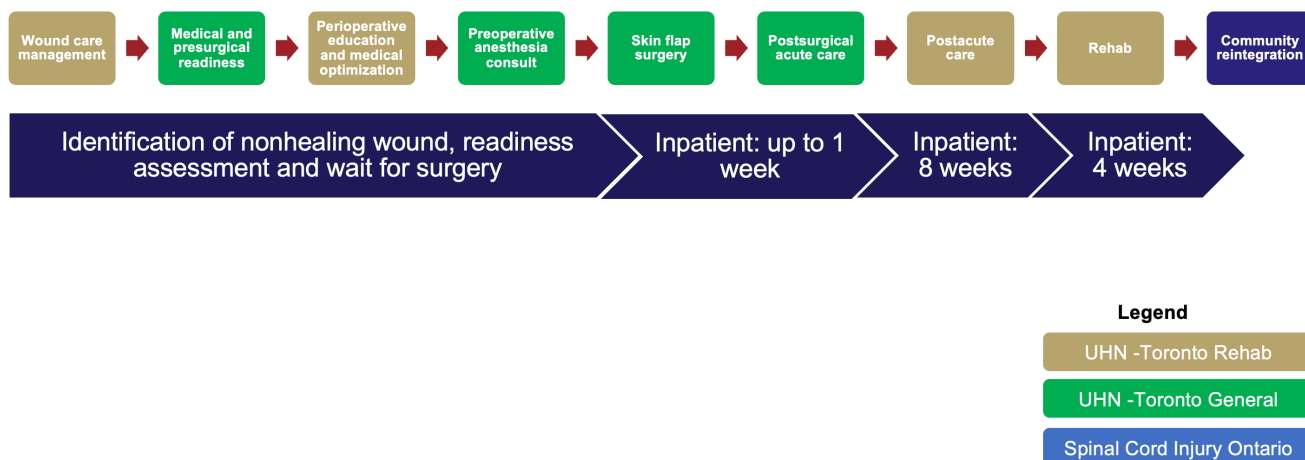 Wound care
management
Medical and
presurgical
readiness
Perioperative
education
and medical
optimization
Preoperative
anesthesia
consult
Skin flap
surgery
Postsurgical
acute care
Postacute
care
Rehab
Community
reintegration
Identification of nonhealing wound, readiness
assessment and wait for surgery
Inpatient: up to 1
week
Inpatient:
8 weeks
Inpatient:
4 weeks
Legend
UHN -Toronto Rehab
UHN -Toronto General
Spinal Cord Injury Ontario